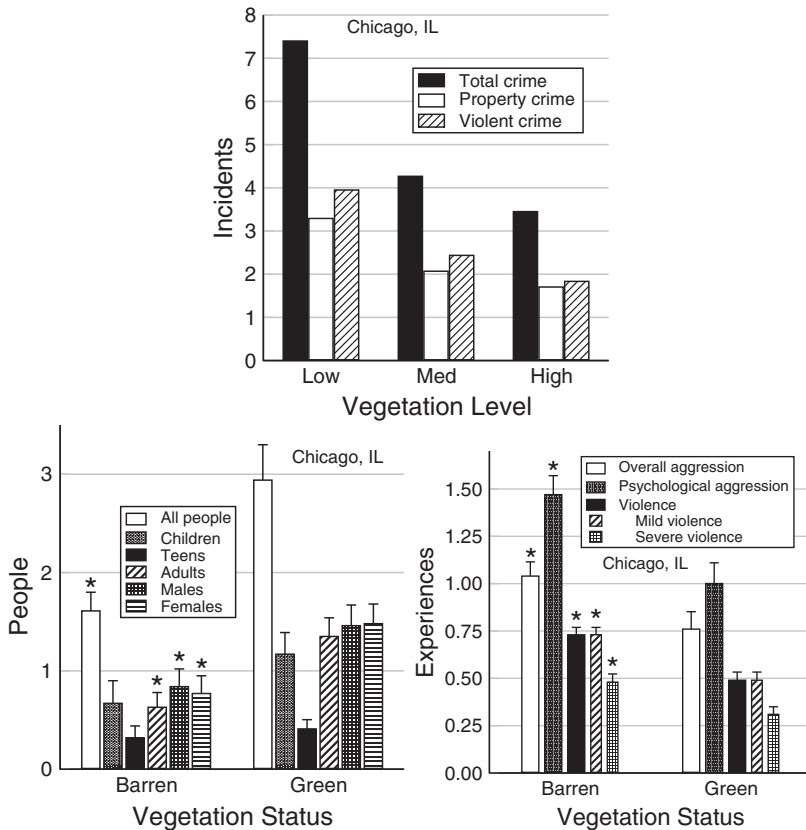 Chicago, IL
8
7
6
5
4
3
2
1
0
Incidents
Total crime
Property crime
Violent crime
Low Med High
Vegetation Level
Chicago, IL
3
2
1
0
People
All people
Children
Teens
Adults
Males
Females
*
*
*
*
Barren Green
Vegetation Status
Overall aggression
Psychological aggression
Violence
Mild violence
Severe violence
Chicago, IL
1.50
1.25
1.00
0.75
0.50
0.25
0.00
Experiences
*
*
* *
*
Barren Green
Vegetation Status